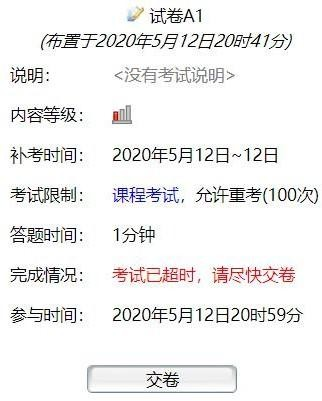 试卷A1
(布置于2020年5月12日20时41分)
说明： <没有考试说明>
内容等级：
补考时间： 2020年5月12日~12日
考试限制： 课程考试，允许重考(100次)
答题时间： 1分钟
完成情况： 考试已超时，请尽快交卷
参与时间： 2020年5月12日20时59分
交卷